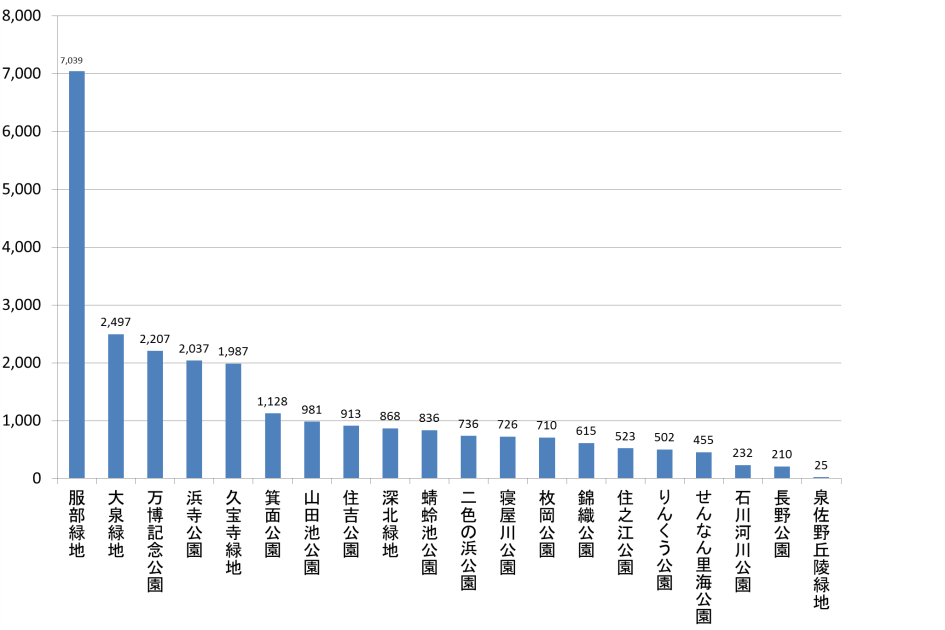 8,000
7,000
6,000
5,000
4,000
3,000
2,000
1,000
0
7,039
2,497
2,207
2,037
1,987
1,128
981
913
868
836
736
726
710
615
523
502
455
232
210
25
服部緑地
大泉緑地
万博記念公園
浜寺公園
久宝寺緑地
箕面公園
山田池公園
住吉公園
深北緑地
蜻蛉池公園
二色の浜公園
寝屋川公園
枚岡公園
錦織公園
住之江公園
りんくう公園
せんなん里海公園
石川河川公園
長野公園
泉佐野丘陵緑地